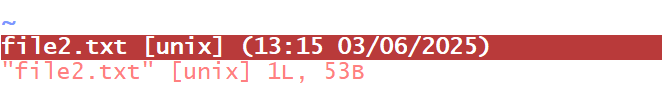 ~
file2.txt [unix] (13:15 03/06/2025)
"file2.txt" [unix] 1L, 53B